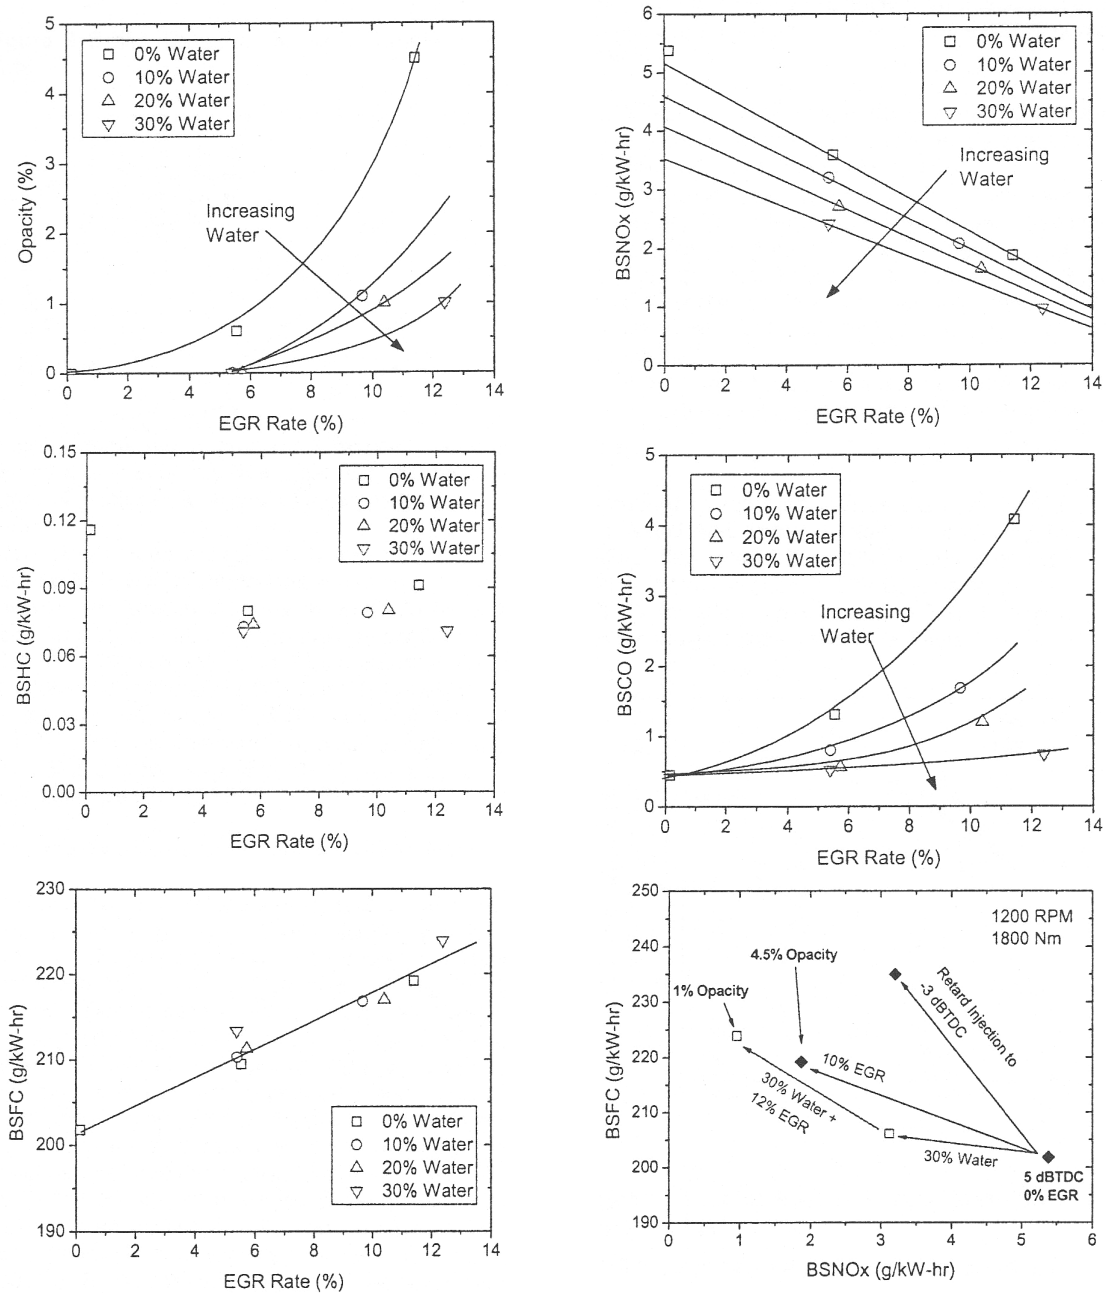 5
4
3
2
1
0
0
2
4
6
8
10
12
14
Opacity (%)
EGR Rate (%)
0% Water
10% Water
20% Water
30% Water
Increasing
Water
6
5
4
3
2
1
0
0
2
4
6
8
10
12
14
BSNOx (g/kW-hr)
EGR Rate (%)
0% Water
10% Water
20% Water
30% Water
Increasing
Water
0.15
0.12
0.09
0.06
0.03
0.00
0
2
4
6
8
10
12
14
BSHC (g/kW-hr)
EGR Rate (%)
0% Water
10% Water
20% Water
30% Water
5
4
3
2
1
0
0
2
4
6
8
10
12
14
BSCO (g/kW-hr)
EGR Rate (%)
0% Water
10% Water
20% Water
30% Water
Increasing
Water
230
220
210
200
190
0
2
4
6
8
10
12
14
BSFC (g/kW-hr)
EGR Rate (%)
0% Water
10% Water
20% Water
30% Water
250
240
230
220
210
200
190
0
1
2
3
4
5
6
BSFC (g/kW-hr)
BSNOx (g/kW-hr)
1200 RPM
1800 Nm
4.5% Opacity
1% Opacity
Retard Injection to
-3 dBTDC
10% EGR
30% Water +
12% EGR
30% Water
5 dBTDC
0% EGR